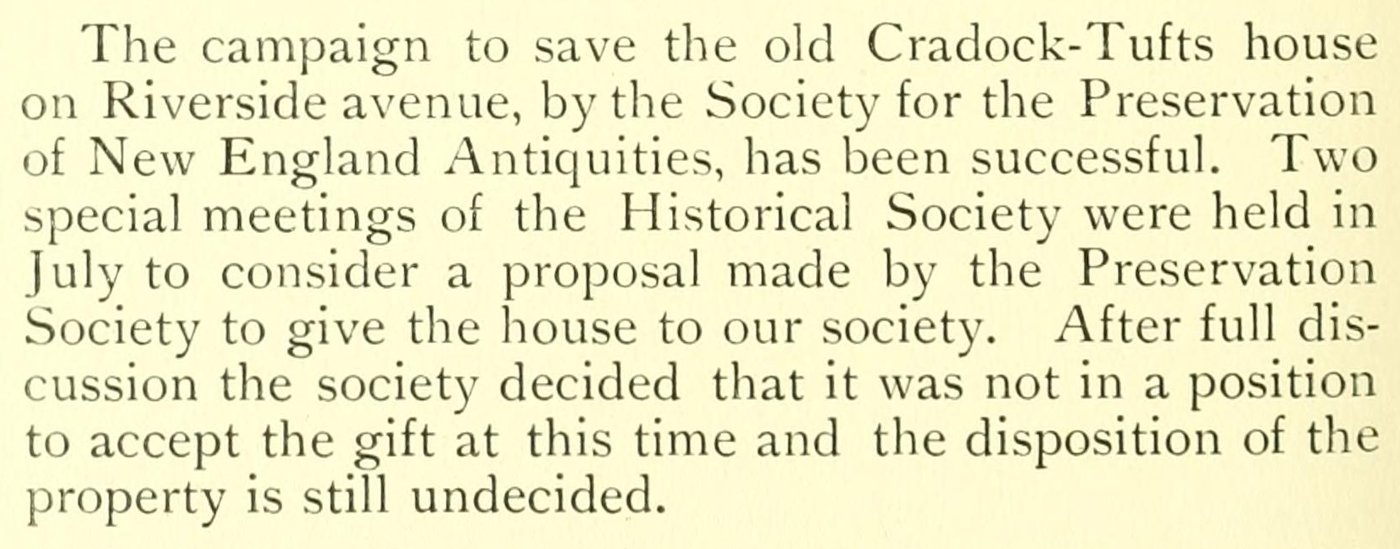 The campaign to save the old Cradock-Tufts house
on Riverside avenue, by the Society for the Preservation
of New England Antiquities, has been successful. Two
special meetings of the Historical Society were held in
July to consider a proposal made by the Preservation
Society to give the house to our society. After full dis-
cussion the society decided that it was not in a position
to accept the gift at this time and the disposition of the
property is still undecided.